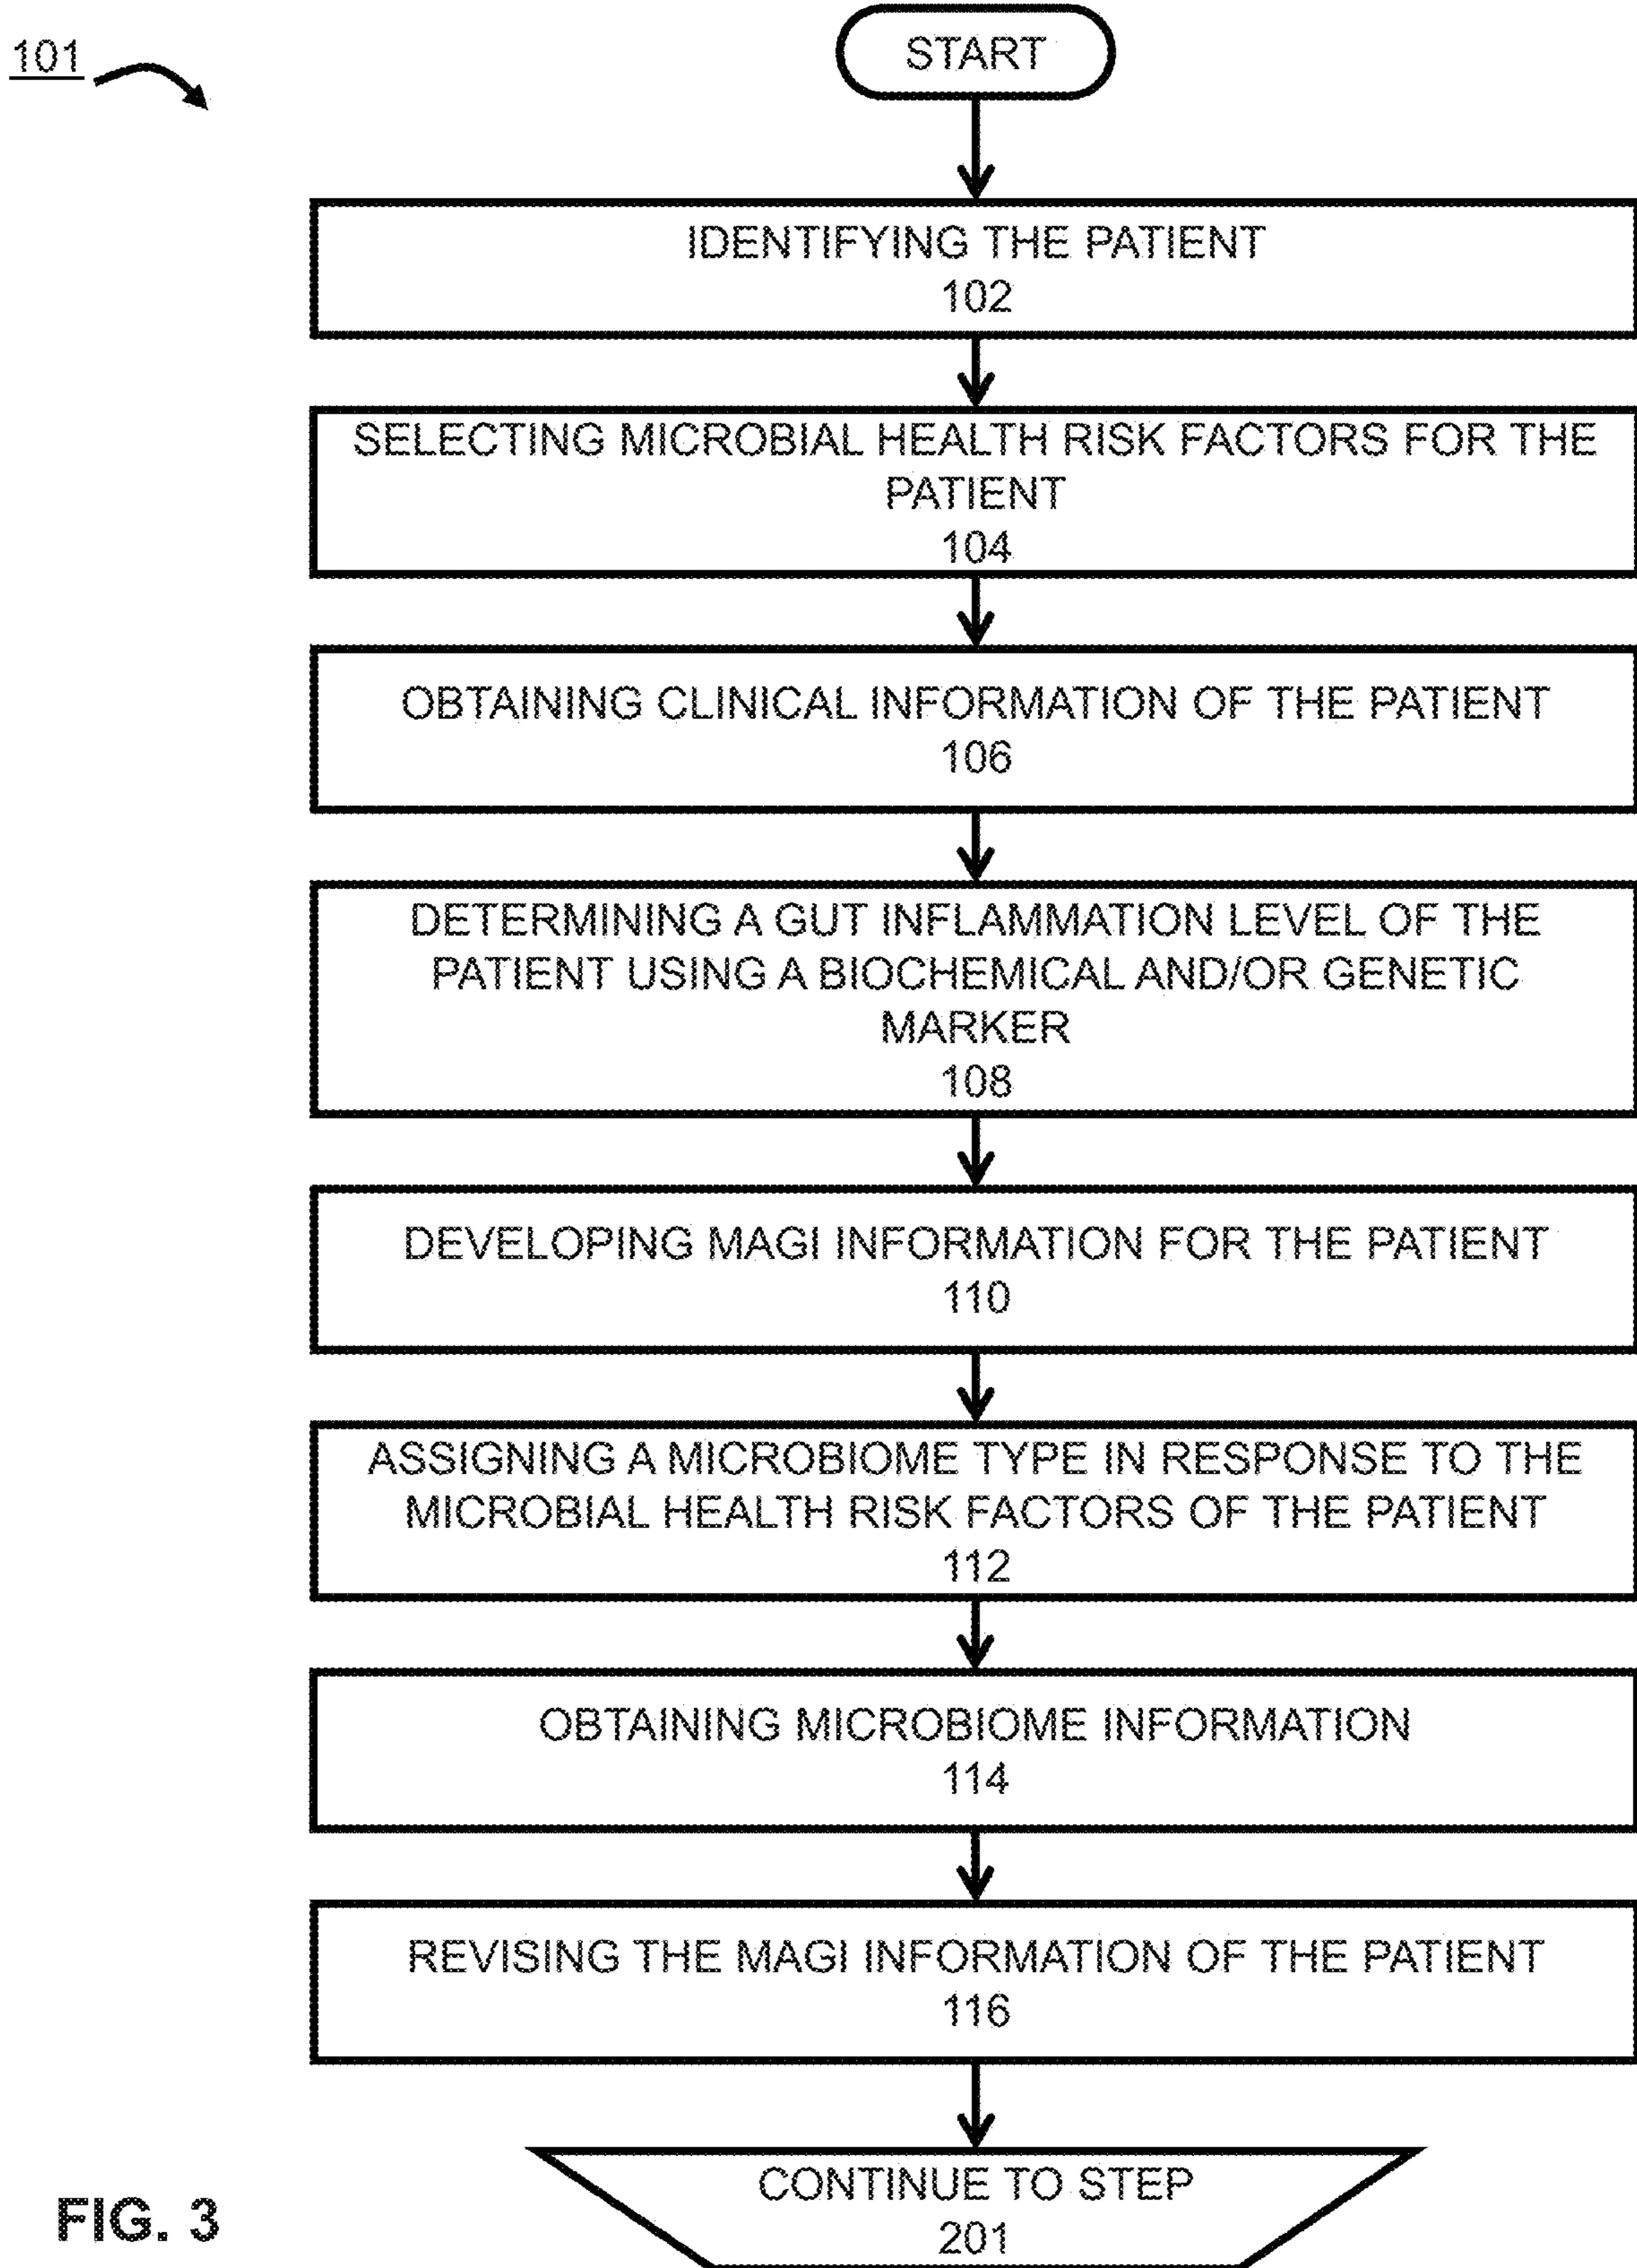 101
START
IDENTIFYING THE PATIENT
102
SELECTING MICROBIAL HEALTH RISK FACTORS FOR THE
PATIENT
104
OBTAINING CLINICAL INFORMATION OF THE PATIENT
106
DETERMINING A GUT INFLAMMATION LEVEL OF THE
PATIENT USING A BIOCHEMICAL AND/OR GENETIC
MARKER
108
DEVELOPING MAGI INFORMATION FOR THE PATIENT
110
ASSIGNING A MICROBIOME TYPE IN RESPONSE TO THE
MICROBIAL HEALTH RISK FACTORS OF THE PATIENT
112
OBTAINING MICROBIOME INFORMATION
114
REVISING THE MAGI INFORMATION OF THE PATIENT
116
CONTINUE TO STEP
201
FIG. 3